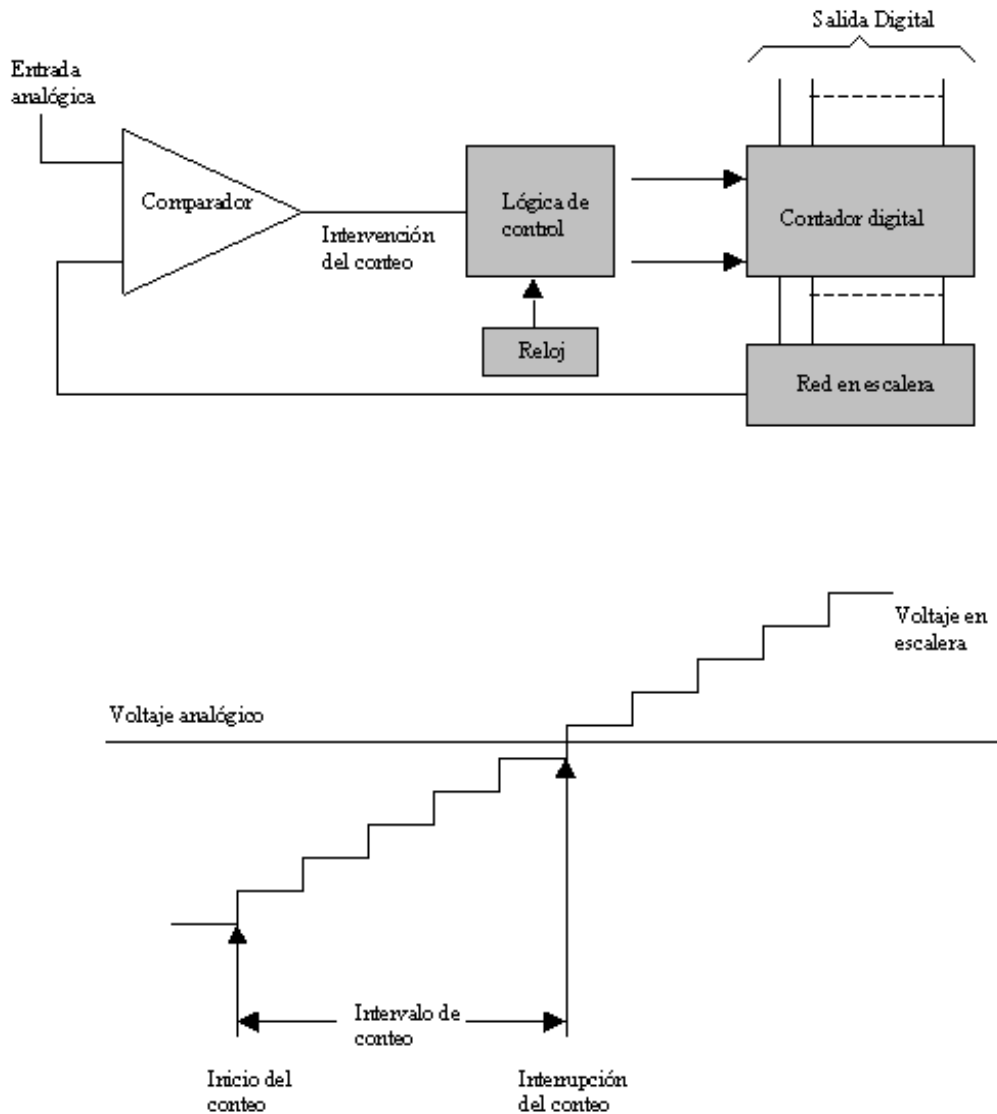 Salida Digital
Entrada
analógica
Comparador
Intervención
del conteo
Lógica de
control
Contador digital
Reloj
Red en escalera
Voltaje en
escalera
Voltaje analógico
Intervalo de
conteo
Inicio del
conteo
Interrupción
del conteo